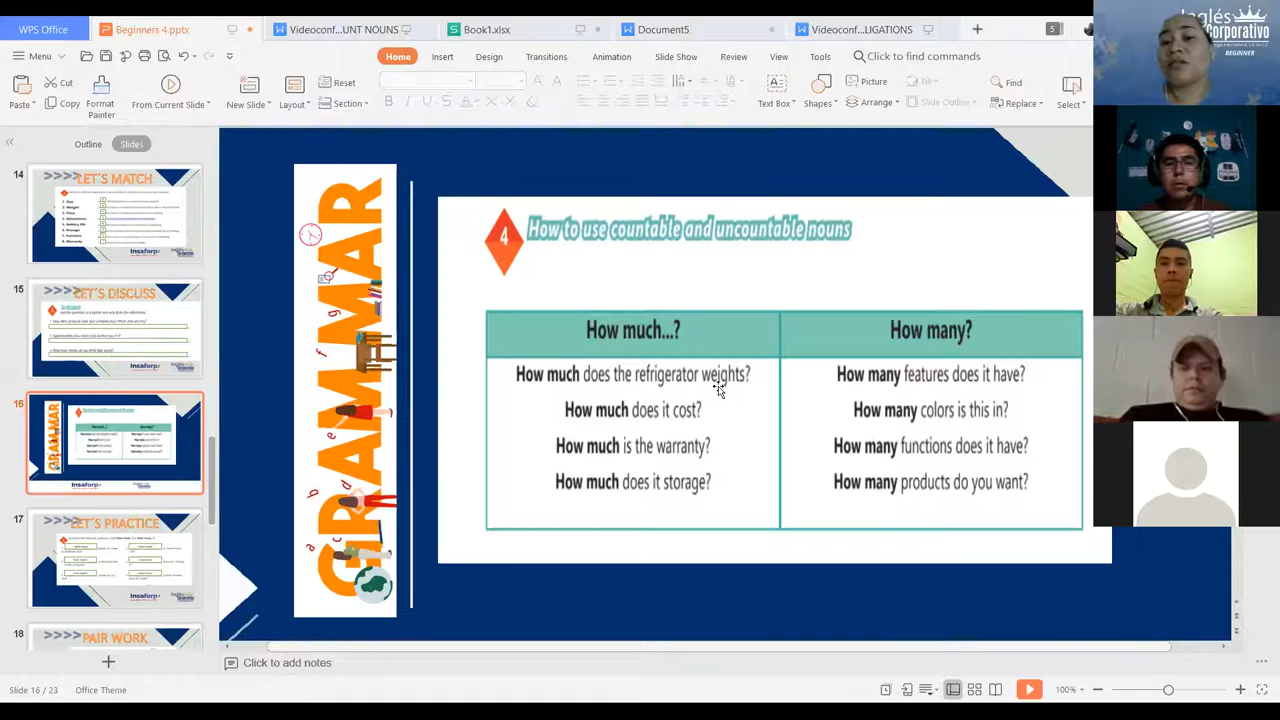 WPS Office
Beginners 4.pptx
Videoconf...UNT NOUNS
Book1.xlsx
Document5
Videoconf...LIGATIONS
5
Inglés
Corporativo
BEGINNER
Menu
Home
Insert
Design
Transitions
Animation
Slide Show
Review
View
Tools
Click to find commands
Paste
Cut
Copy
Format
Painter
From Current Slide
New Slide
Layout
Reset
Section
Text Box
Shapes
Picture
Fill
Arrange
Slide Outline
Find
Replace
Select
Outline
Slides
14
>>>> LET´S MATCH
15
>>>> LET´S DISCUSS
16
17
>>>> LET´S PRACTICE
18
>>>> PAIR WORK
GRAMMAR
4
How to use countable and uncountable nouns
How much...?
How many?
How much does the refrigerator weights?
How many features does it have?
How much does it cost?
How many colors is this in?
How much is the warranty?
How many functions does it have?
How much does it storage?
How many products do you want?
Click to add notes
Slide 16 / 23
Office Theme
100%